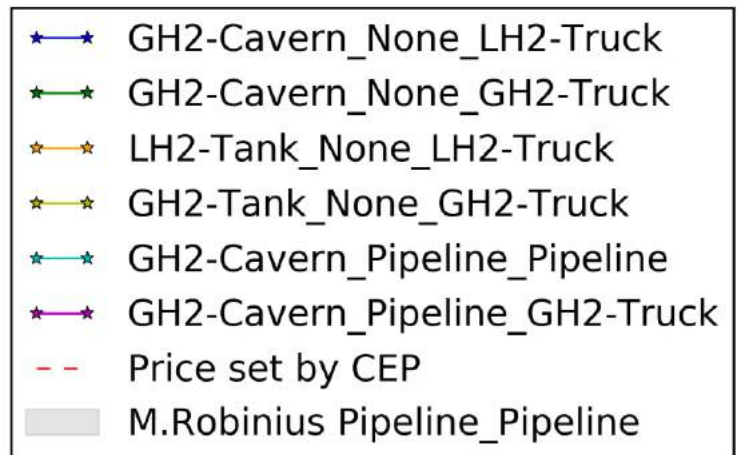 GH2-Cavern_None_LH2-Truck
GH2-Cavern_None_GH2-Truck
LH2-Tank_None_LH2-Truck
GH2-Tank_None_GH2-Truck
GH2-Cavern_Pipeline_Pipeline
GH2-Cavern_Pipeline_GH2-Truck
Price set by CEP
M.Robinius Pipeline_Pipeline